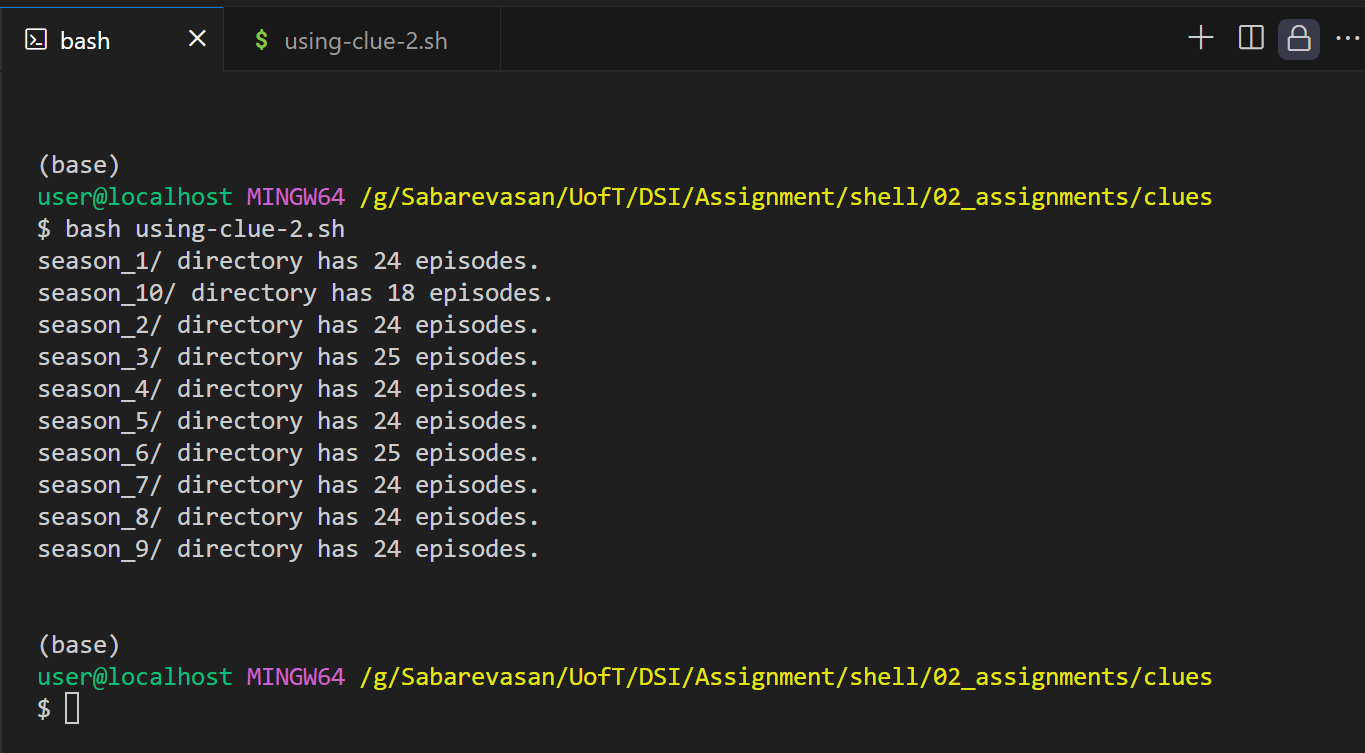 bash
$ using-clue-2.sh
(base)
user@localhost MINGW64 /g/Sabarevasan/UofT/DSI/Assignment/shell/02_assignments/clues
$ bash using-clue-2.sh
season_1/ directory has 24 episodes.
season_10/ directory has 18 episodes.
season_2/ directory has 24 episodes.
season_3/ directory has 25 episodes.
season_4/ directory has 24 episodes.
season_5/ directory has 24 episodes.
season_6/ directory has 25 episodes.
season_7/ directory has 24 episodes.
season_8/ directory has 24 episodes.
season_9/ directory has 24 episodes.
(base)
user@localhost MINGW64 /g/Sabarevasan/UofT/DSI/Assignment/shell/02_assignments/clues
$